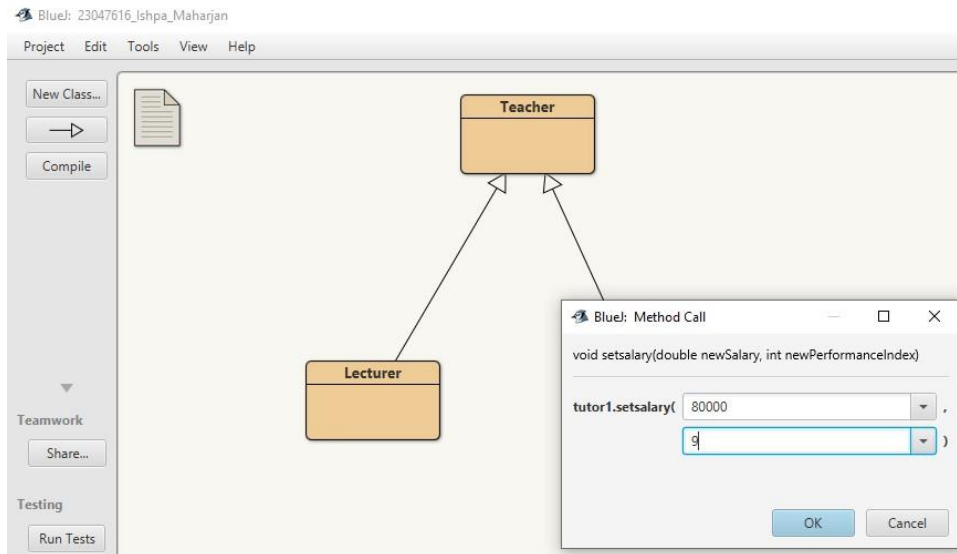 BlueJ: 23047616_Ishpa_Maharjan
Project Edit Tools View Help
New Class...
Compile
Teacher
Lecturer
Teamwork
Share...
Testing
Run Tests
BlueJ: Method Call
void setsalary(double newSalary, int newPerformanceIndex)
tutor1.setsalary( 80000 ,
9 )
OK Cancel